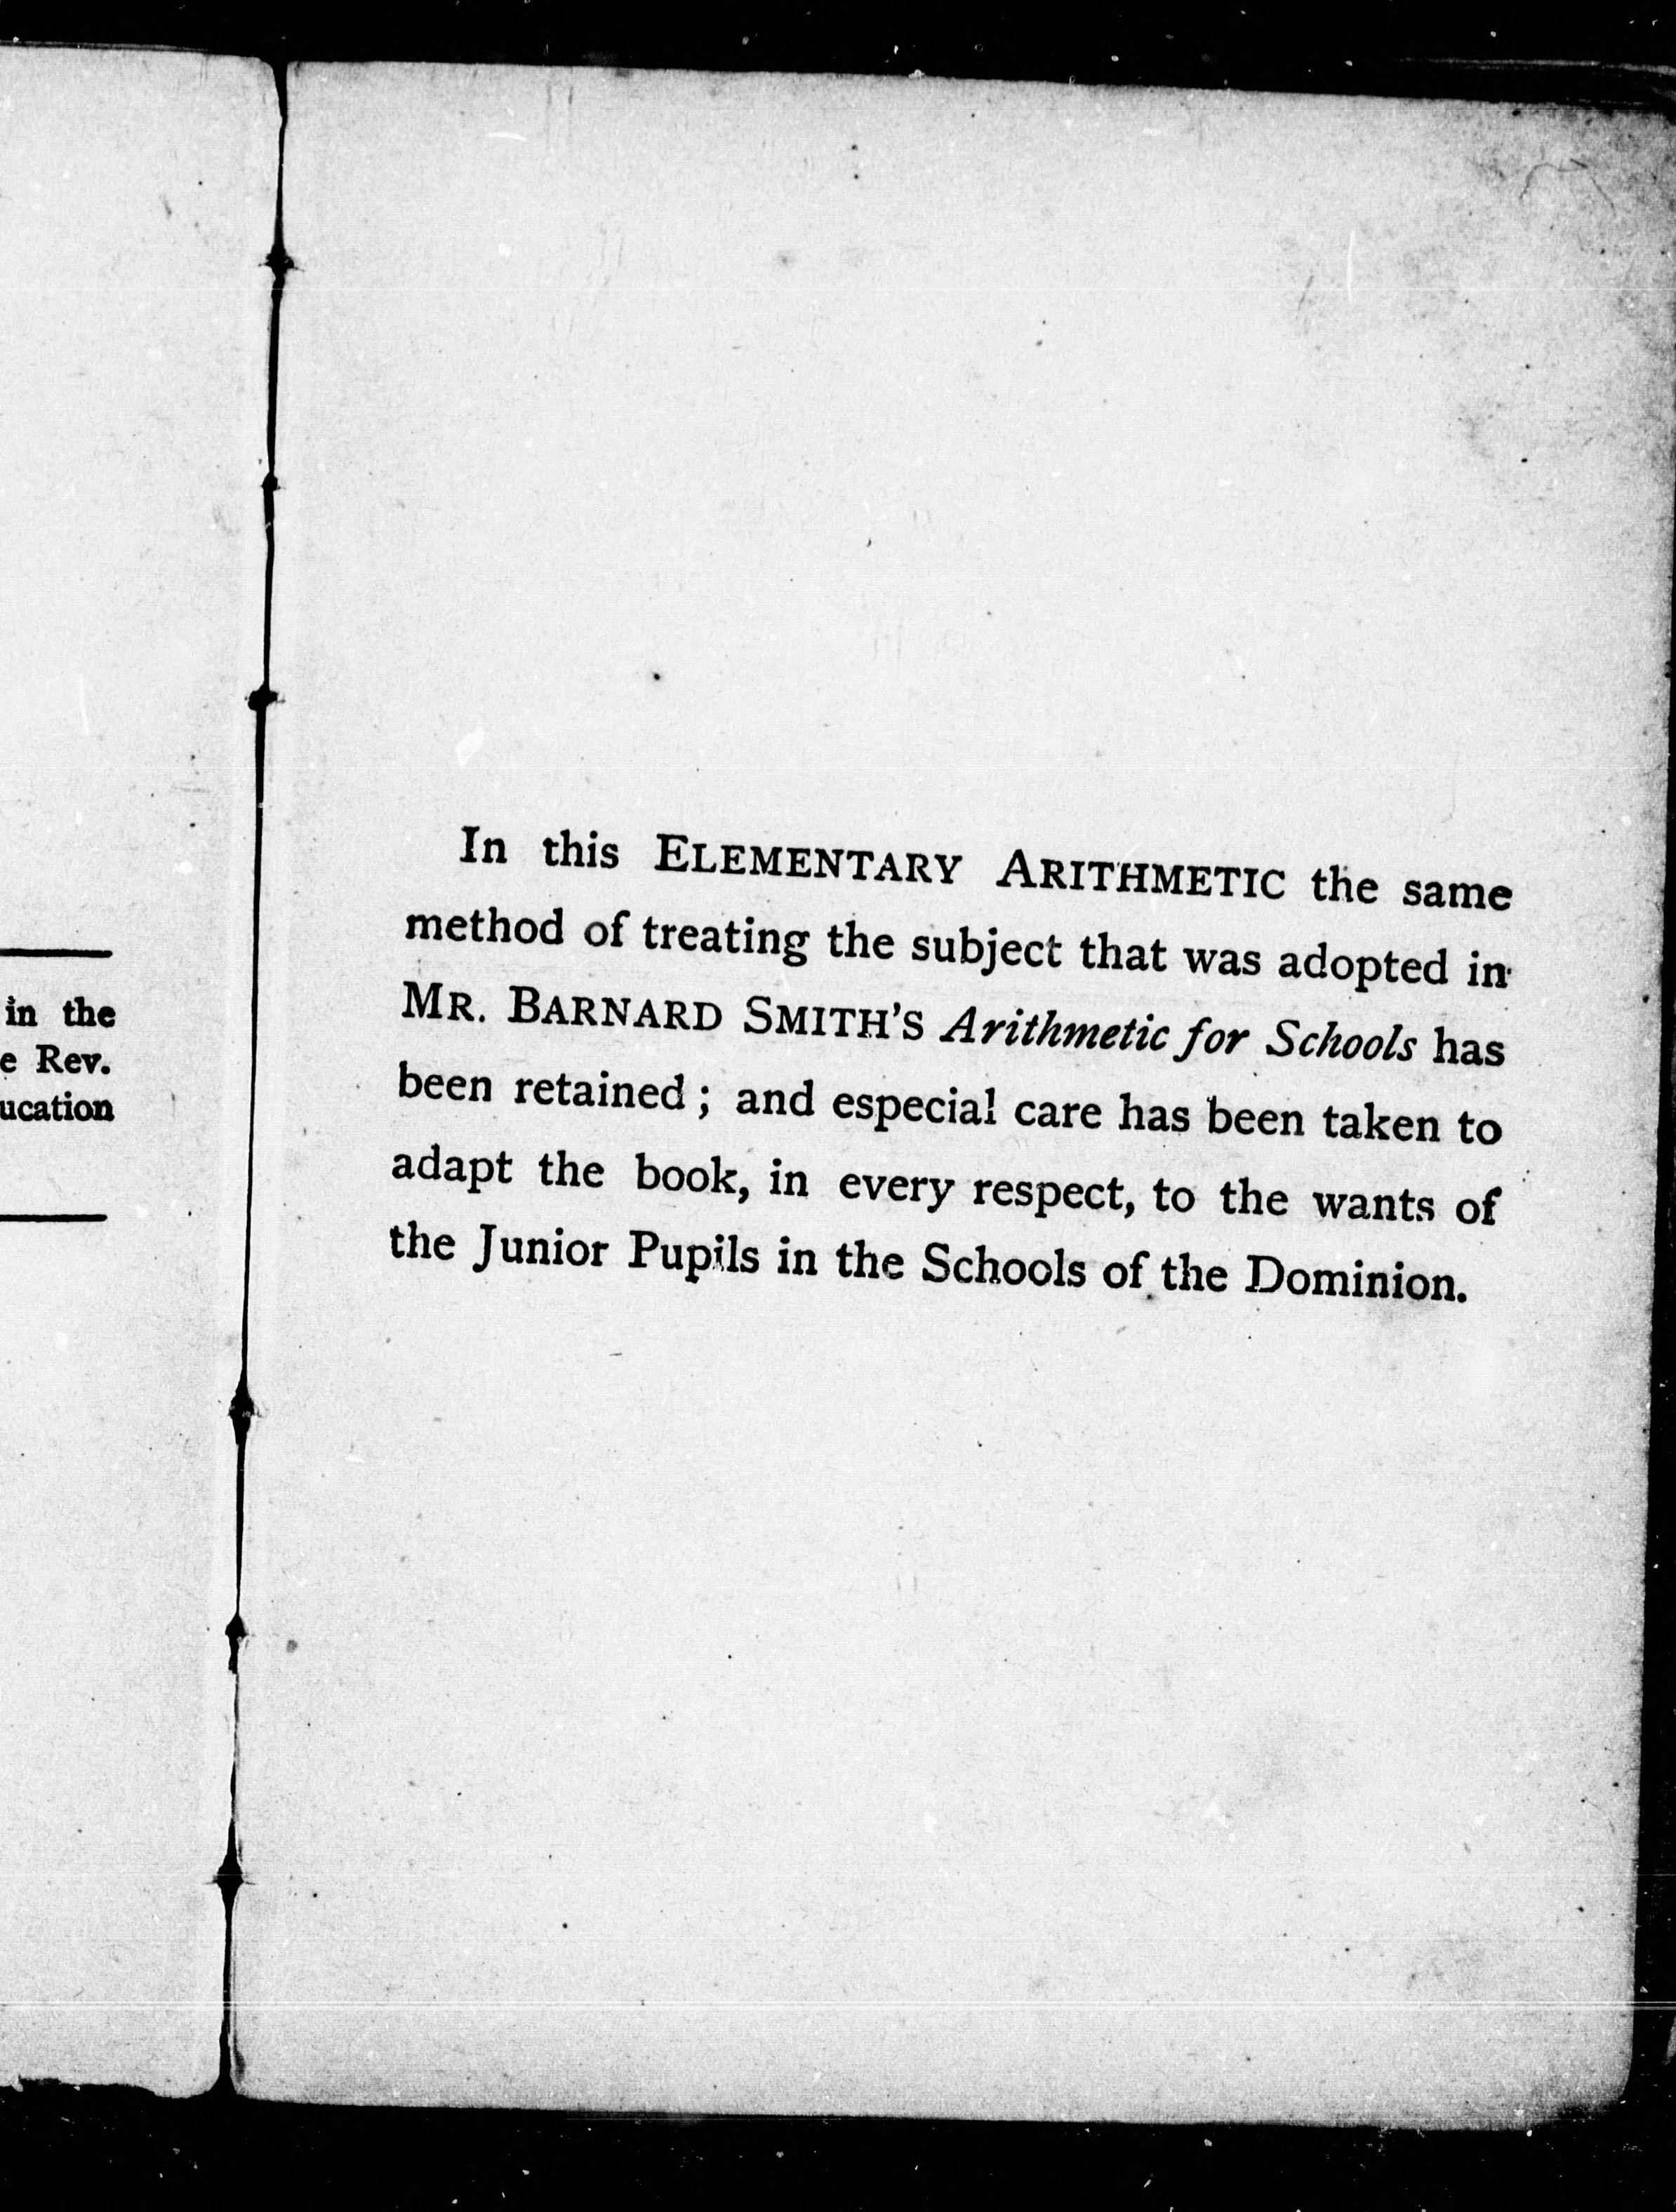 in the
e Rev.
ucation
In this ELEMENTARY ARITHMETIC the same
method of treating the subject that was adopted in
MR. BARNARD SMITH'S Arithmetic for Schools has
been retained; and especial care has been taken to
adapt the book, in every respect, to the wants of
the Junior Pupils in the Schools of the Dominion.